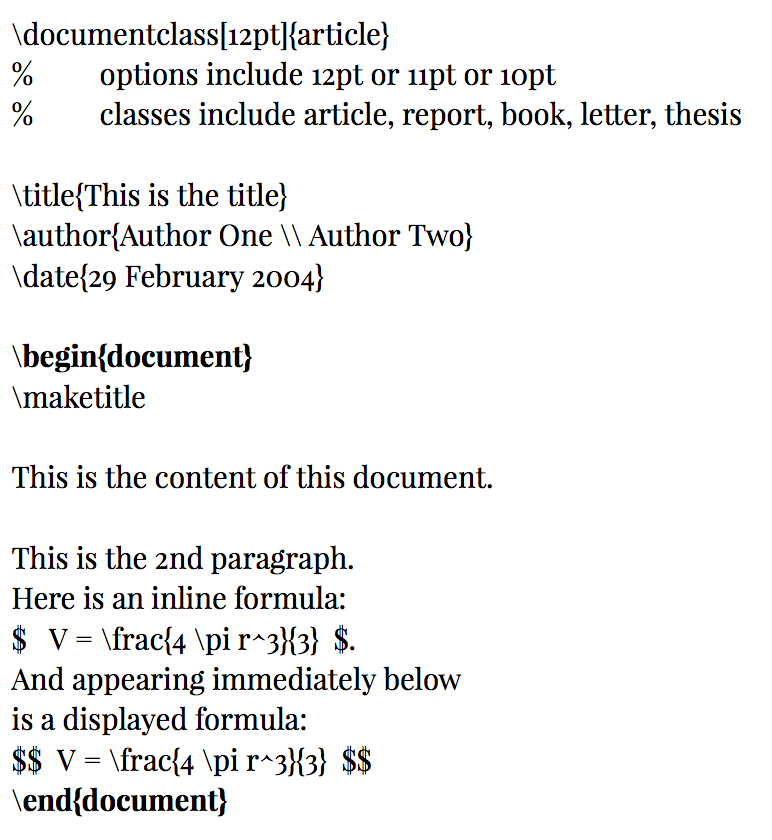 \documentclass[12pt]{article}
%        options include 12pt or 11pt or 10pt
%        classes include article, report, book, letter, thesis
\title{This is the title}
\author{Author One \\ Author Two}
\date{29 February 2004}
\begin{document}
\maketitle
This is the content of this document.
This is the 2nd paragraph.
Here is an inline formula:
$   V = \frac{4 \pi r^3}{3}  $.
And appearing immediately below
is a displayed formula:
$$  V = \frac{4 \pi r^3}{3}  $$
\end{document}